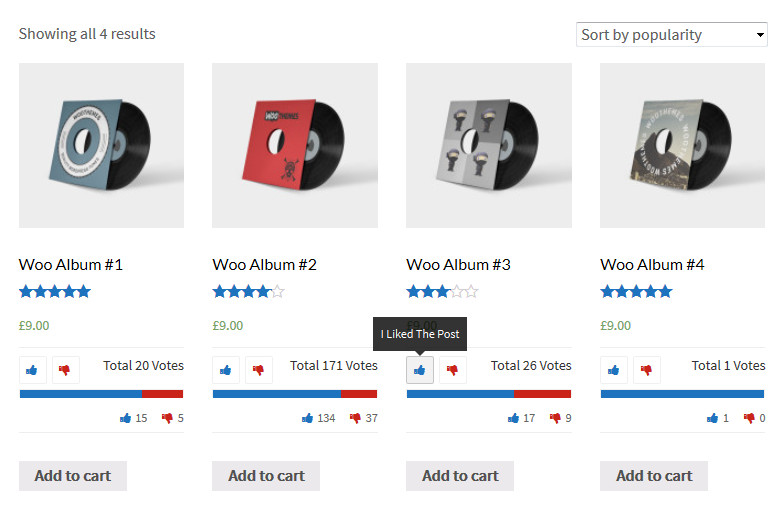 Showing all 4 results
Sort by popularity
WOOTHEMES
WOOTHEMES
WOOTHEMES WOOTHEMES
Woo Album #1
Woo Album #2
Woo Album #3
Woo Album #4
£9.00
£9.00
£9.00
£9.00
I Liked The Post
Total 20 Votes
Total 171 Votes
Total 26 Votes
Total 1 Votes
15 5
134 37
17 9
1 0
Add to cart
Add to cart
Add to cart
Add to cart